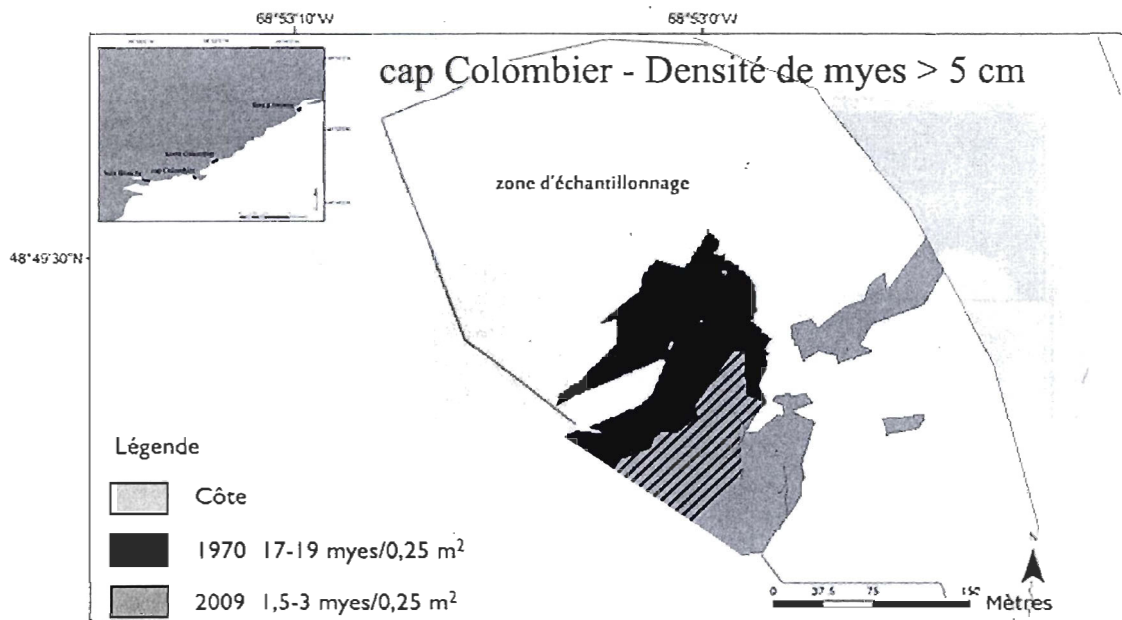 68°53'10"W
68°53'0"W
cap Colombier - Densité de myes > 5 cm
cap Colombier
zone d'échantillonnage
48°49'30"N
Légende
Côte
1970 17-19 myes/0,25 m²
2009 1,5-3 myes/0,25 m²
N
0 37.5 75 150
Mètres